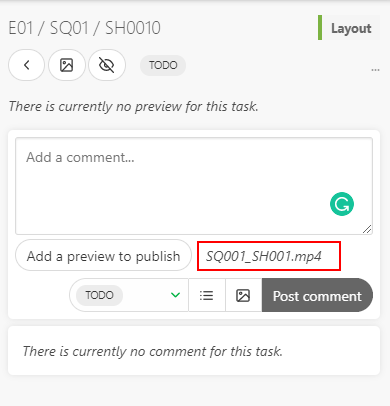 E01 / SQ01 / SH0010
Layout
TODO
...
There is currently no preview for this task.
Add a comment...
Add a preview to publish
SQ001_SH001.mp4
TODO
Post comment
There is currently no comment for this task.